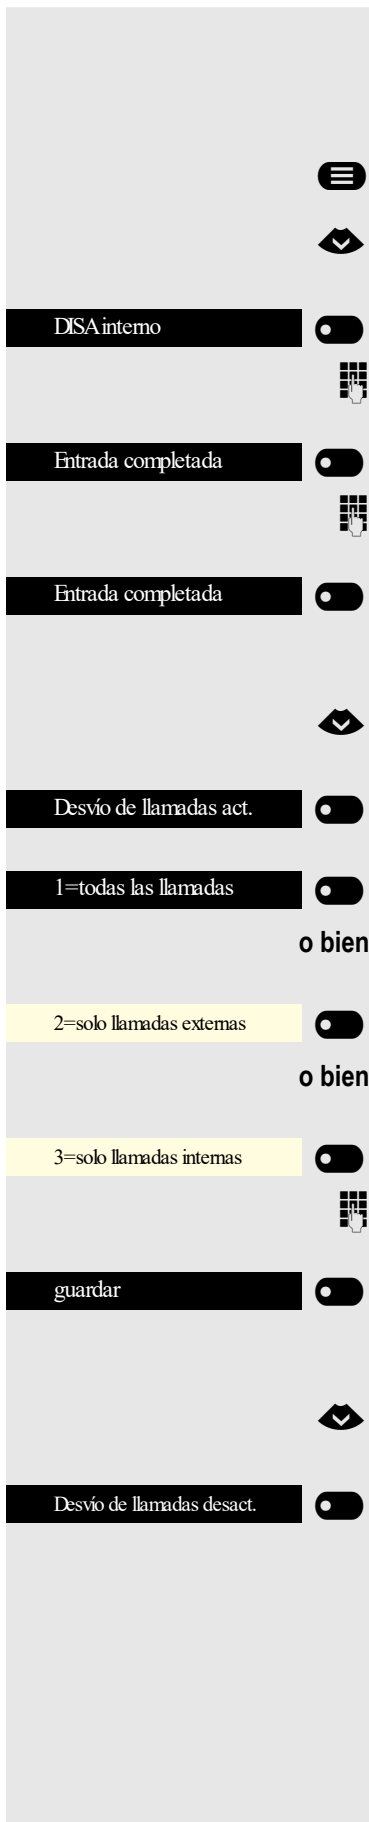 DISA interno
Entrada completada
Entrada completada
Desvío de llamadas act.
1=todas las llamadas
o bien
2=solo llamadas externas
o bien
3=solo llamadas internas
guardar
Desvío de llamadas desact.